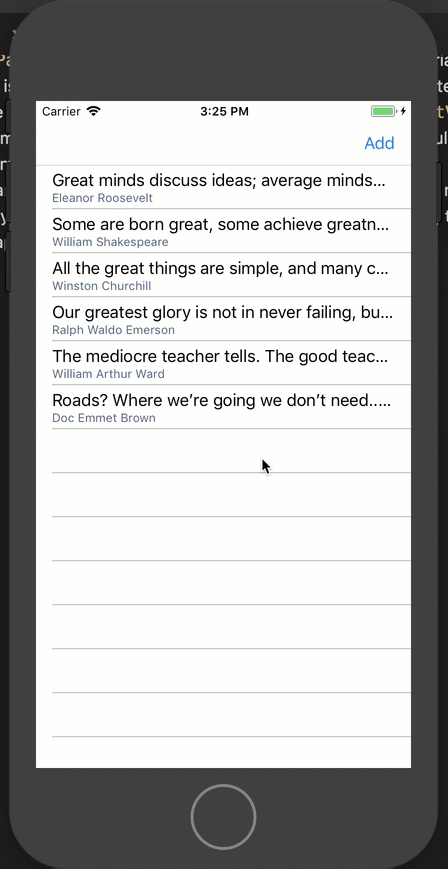 Carrier 3:25 PM
Add
Great minds discuss ideas; average minds...
Eleanor Roosevelt
Some are born great, some achieve greatn...
William Shakespeare
All the great things are simple, and many c...
Winston Churchill
Our greatest glory is not in never failing, bu...
Ralph Waldo Emerson
The mediocre teacher tells. The good teac...
William Arthur Ward
Roads? Where we’re going we don’t need.....
Doc Emmet Brown